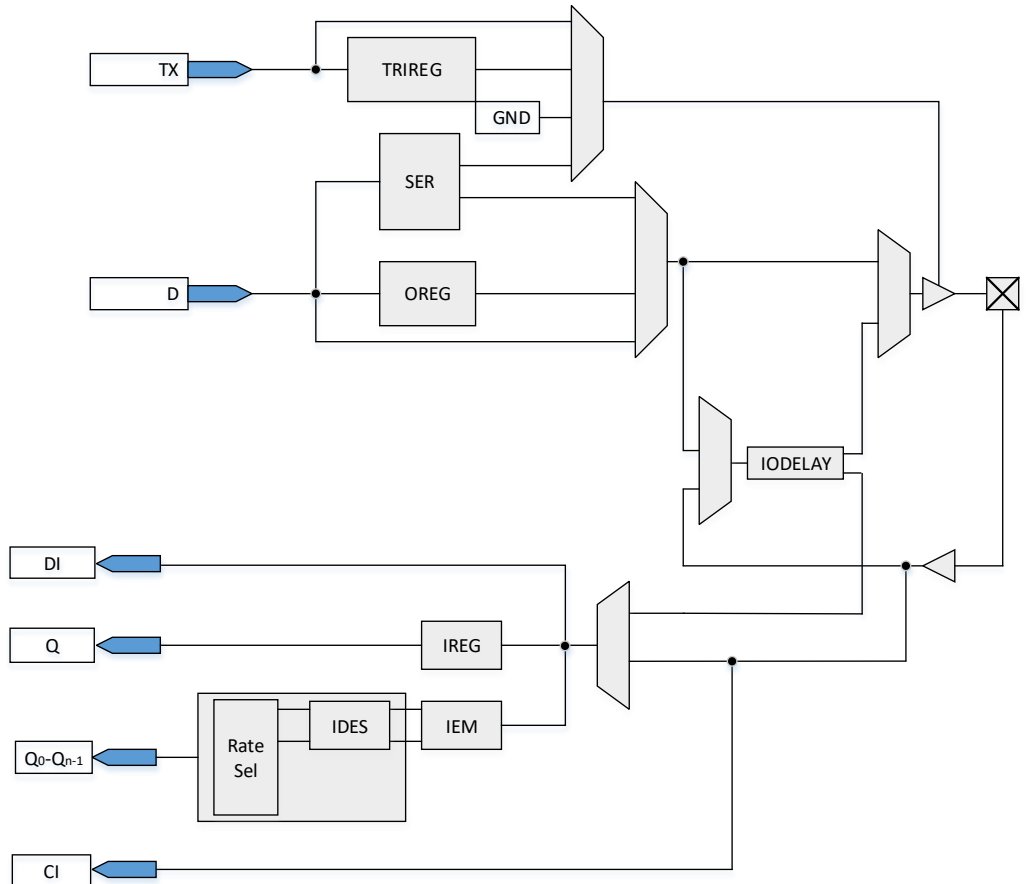 TX
TRIREG
GND
SER
D
OREG
IODELAY
DI
Q
IREG
Rate
Sel
IDES
IEM
Q0-Qn-1
CI